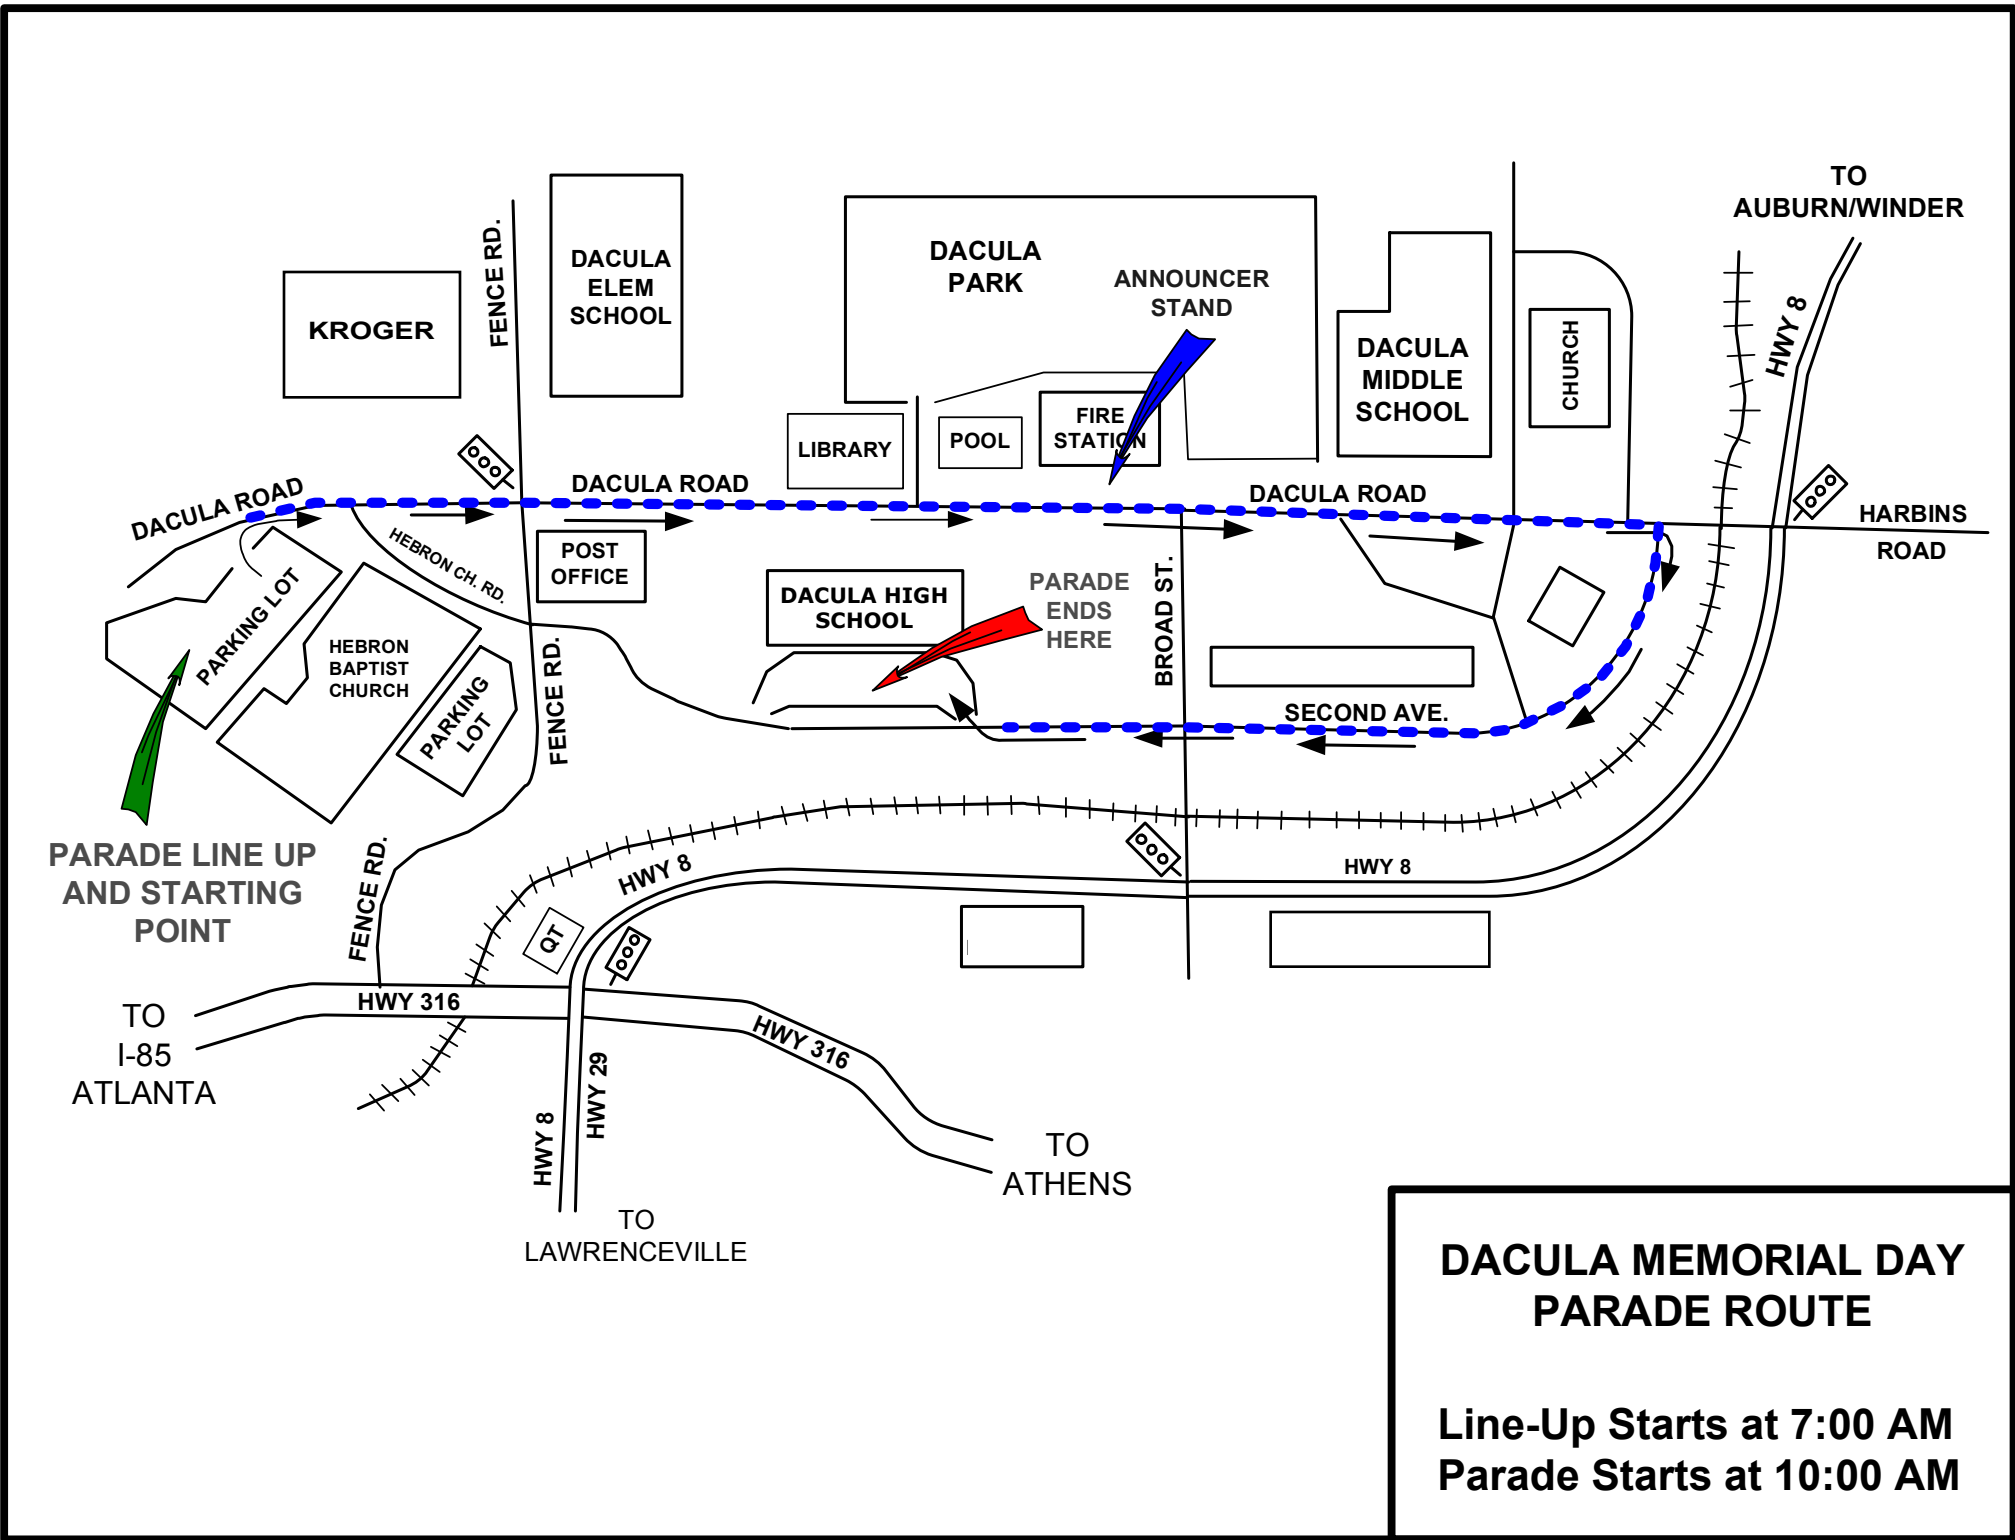 TO
AUBURN/WINDER
FENCE RD.
DACULA
ELEM
SCHOOL
DACULA
PARK
ANNOUNCER
STAND
KROGER
HWY 8
DACULA
MIDDLE
SCHOOL
CHURCH
FIRE
STATION
LIBRARY
POOL
DACULA ROAD
DACULA ROAD
DACULA ROAD
HARBINS
ROAD
HEBRON CH. RD.
POST
OFFICE
PARKING LOT
DACULA HIGH
SCHOOL
PARADE
ENDS
HERE
BROAD ST.
HEBRON
BAPTIST
CHURCH
PARKING
LOT
FENCE RD.
SECOND AVE.
PARADE LINE UP
AND STARTING
POINT
FENCE RD.
HWY 8
HWY 8
QT
HWY 316
TO
I-85
ATLANTA
HWY 316
HWY 8
HWY 29
TO
ATHENS
TO
LAWRENCEVILLE
DACULA MEMORIAL DAY
PARADE ROUTE
Line-Up Starts at 7:00 AM
Parade Starts at 10:00 AM